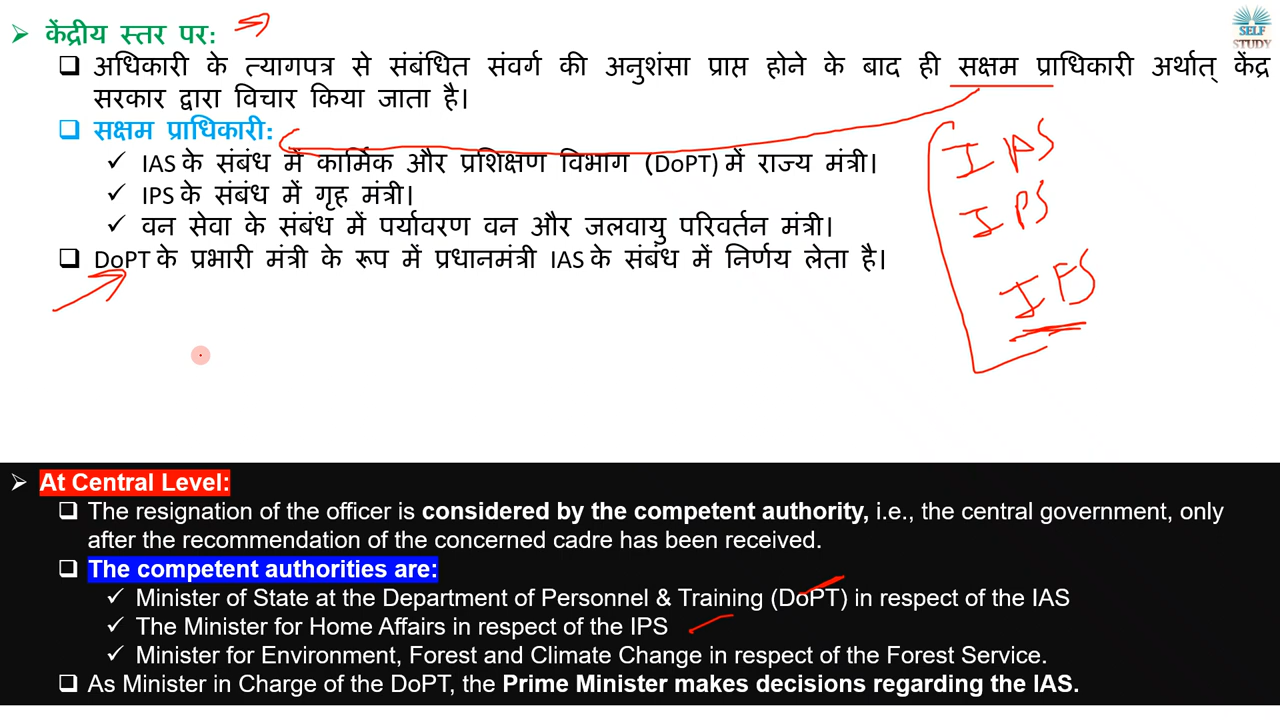 ➢ केंद्रीय स्तर पर:
SELF
STUDY
❑ अधिकारी के त्यागपत्र से संबंधित संवर्ग की अनुशंसा प्राप्त होने के बाद ही सक्षम प्राधिकारी अर्थात् केंद्र
सरकार द्वारा विचार किया जाता है।
❑ सक्षम प्राधिकारी:
✓ IAS के संबंध में कार्मिक और प्रशिक्षण विभाग (DoPT) में राज्य मंत्री।
✓ IPS के संबंध में गृह मंत्री।
✓ वन सेवा के संबंध में पर्यावरण वन और जलवायु परिवर्तन मंत्री।
❑ DoPT के प्रभारी मंत्री के रूप में प्रधानमंत्री IAS के संबंध में निर्णय लेता है।
IPS
IFS
➢ At Central Level:
❑ The resignation of the officer is considered by the competent authority, i.e., the central government, only
after the recommendation of the concerned cadre has been received.
❑ The competent authorities are:
✓ Minister of State at the Department of Personnel & Training (DoPT) in respect of the IAS
✓ The Minister for Home Affairs in respect of the IPS
✓ Minister for Environment, Forest and Climate Change in respect of the Forest Service.
❑ As Minister in Charge of the DoPT, the Prime Minister makes decisions regarding the IAS.